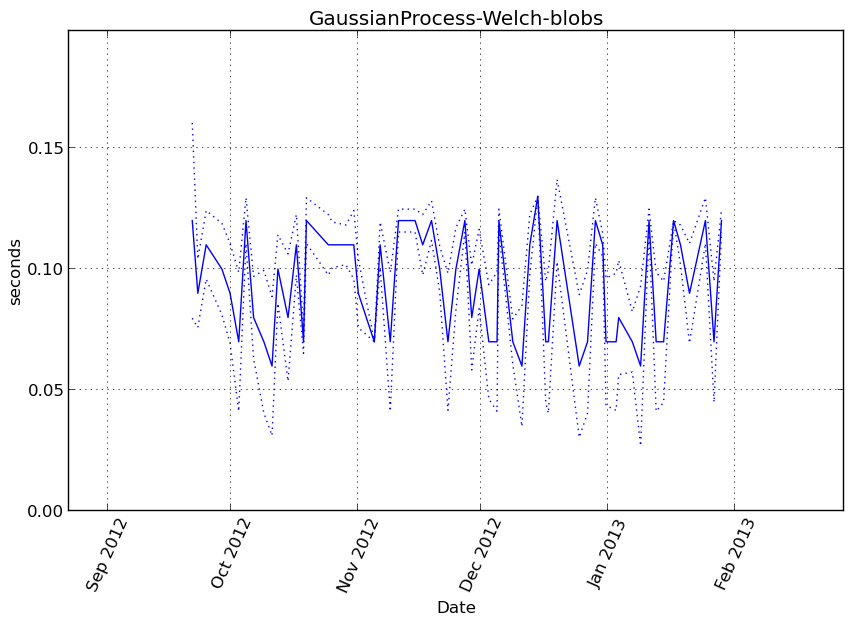 GaussianProcess-Welch-blobs
seconds
0.15
0.10
0.05
0.00
Sep 2012
Oct 2012
Nov 2012
Dec 2012
Jan 2013
Feb 2013
Date